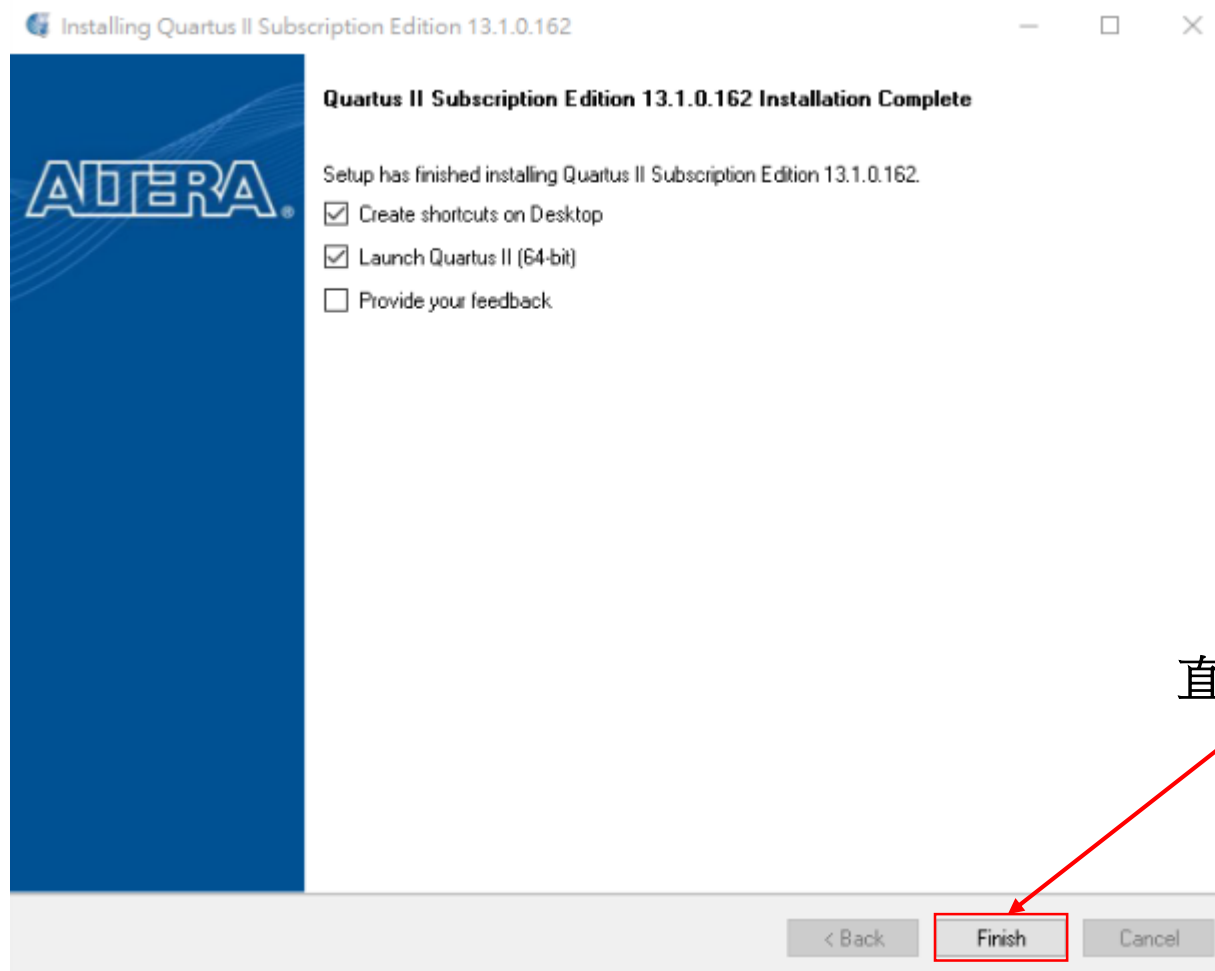 Installing Quartus II Subscription Edition 13.1.0.162
ALTERA®
Quartus II Subscription Edition 13.1.0.162 Installation Complete
Setup has finished installing Quartus II Subscription Edition 13.1.0.162.
Create shortcuts on Desktop
Launch Quartus II (64-bit)
Provide your feedback
直
< Back Finish Cancel